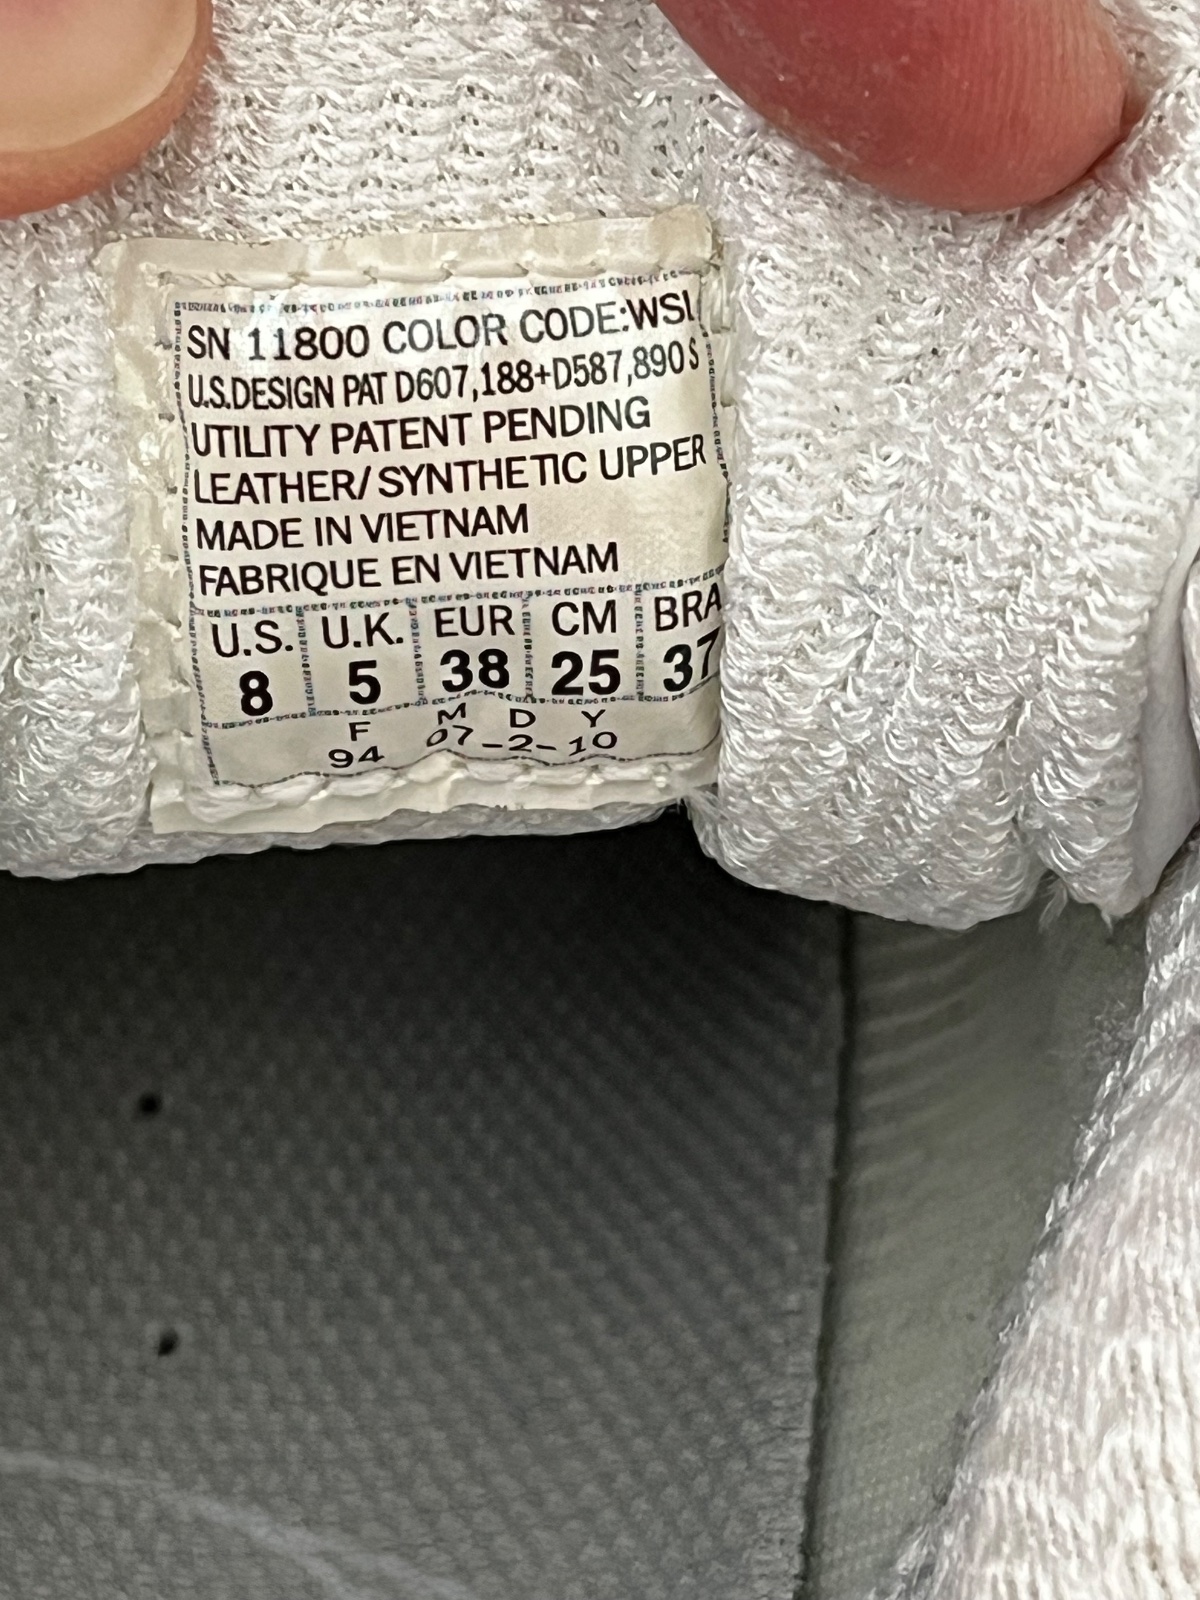 SN 11800 COLOR CODE:WSL
U.S.DESIGN PAT D607,188+D587,890 S
UTILITY PATENT PENDING
LEATHER/ SYNTHETIC UPPER
MADE IN VIETNAM
FABRIQUE EN VIETNAM
U.S. U.K. EUR CM BRA
8 5 38 25 37
F M D Y
94 07-2-10